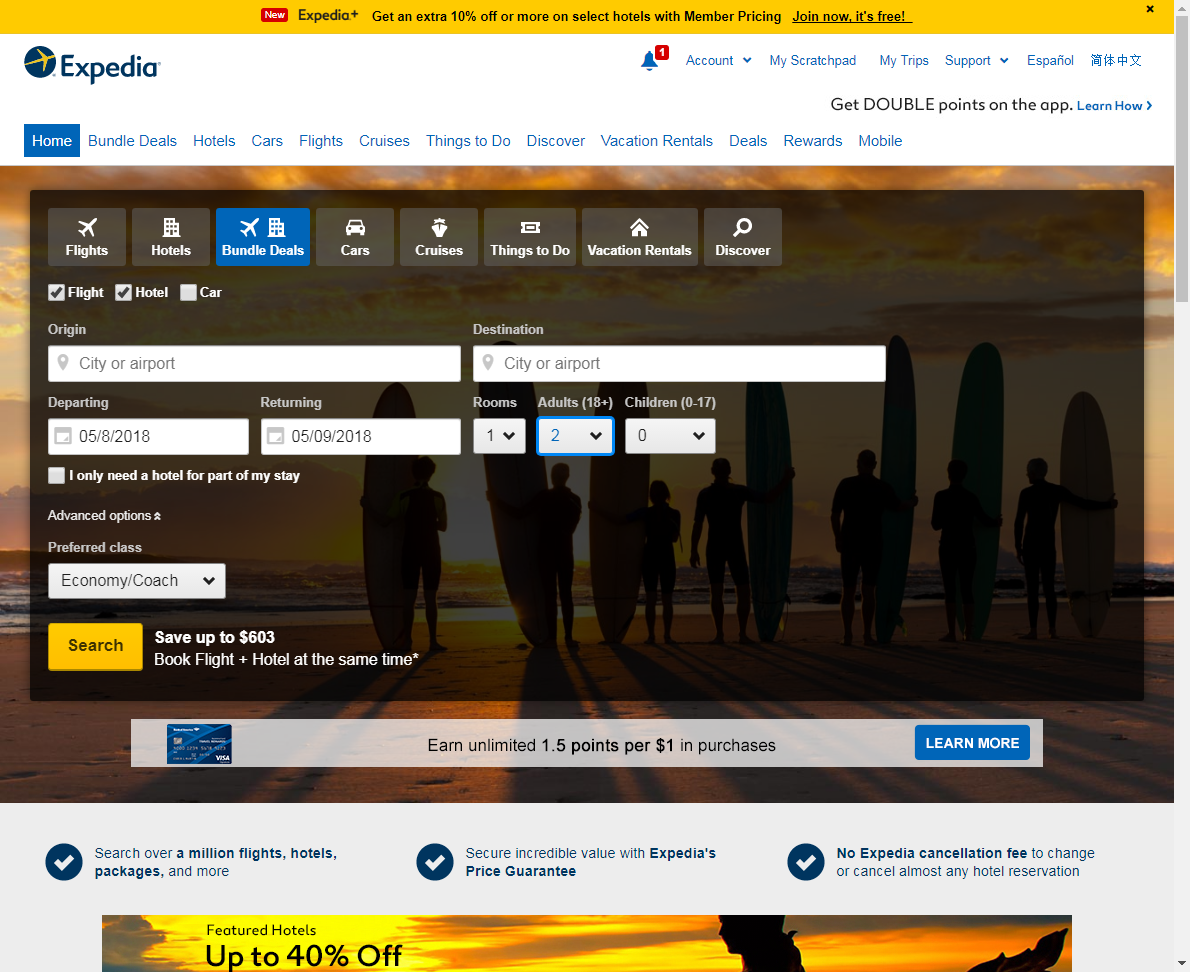 New Expedia+ Get an extra 10% off or more on select hotels with Member Pricing Join now, it's free!
Expedia
1 Account My Scratchpad My Trips Support Español 简体中文
Get DOUBLE points on the app. Learn How
Home Bundle Deals Hotels Cars Flights Cruises Things to Do Discover Vacation Rentals Deals Rewards Mobile
Flights Hotels Bundle Deals Cars Cruises Things to Do Vacation Rentals Discover
Flight Hotel Car
Origin Destination
City or airport City or airport
Departing Returning Rooms Adults (18+) Children (0-17)
05/8/2018 05/09/2018 1 2 0
I only need a hotel for part of my stay
Advanced options
Preferred class
Economy/Coach
Search
Save up to $603
Book Flight + Hotel at the same time*
VISA
Earn unlimited 1.5 points per $1 in purchases LEARN MORE
Search over a million flights, hotels,
packages, and more
Secure incredible value with Expedia's
Price Guarantee
No Expedia cancellation fee to change
or cancel almost any hotel reservation
Featured Hotels
Up to 40% Off